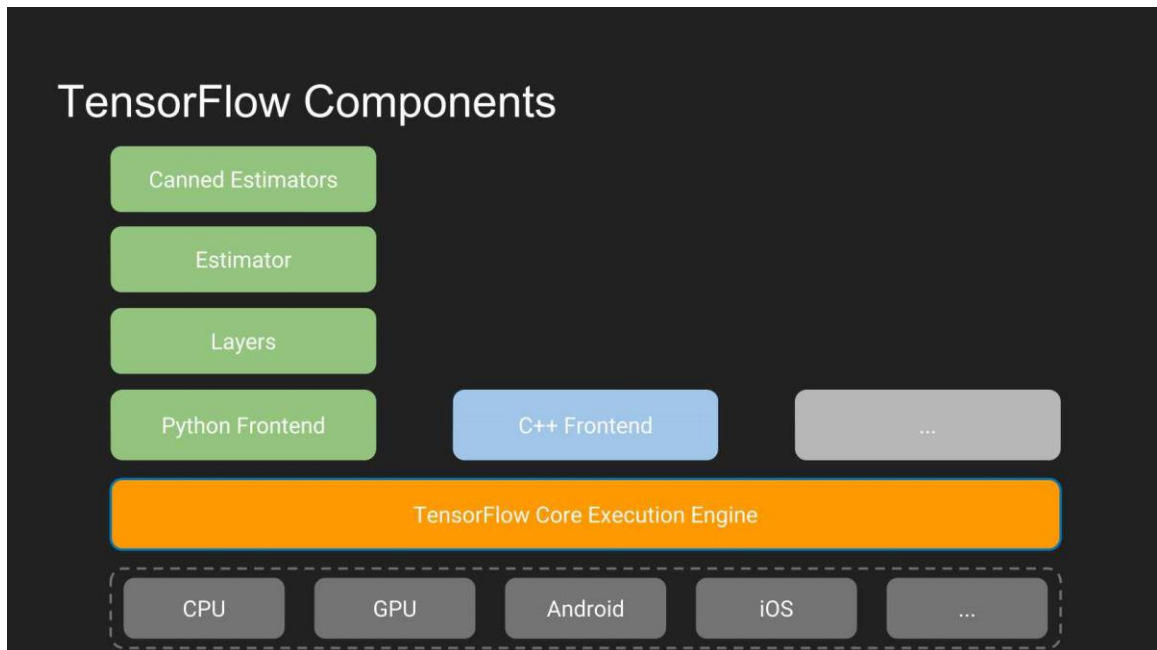 TensorFlow Components
Canned Estimators
Estimator
Layers
Python Frontend
C++ Frontend
...
TensorFlow Core Execution Engine
CPU
GPU
Android
iOS
...